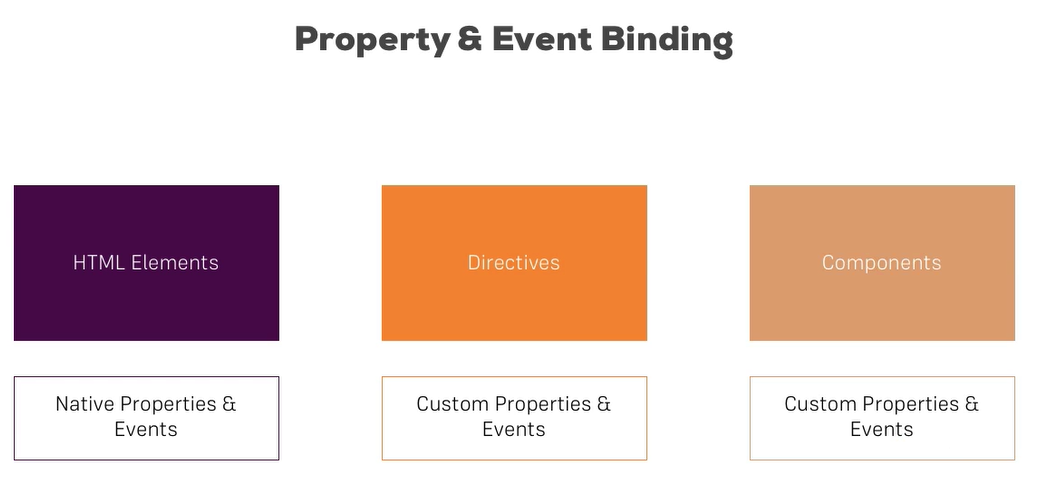 Property & Event Binding
HTML Elements
Directives
Components
Native Properties &
Events
Custom Properties &
Events
Custom Properties &
Events